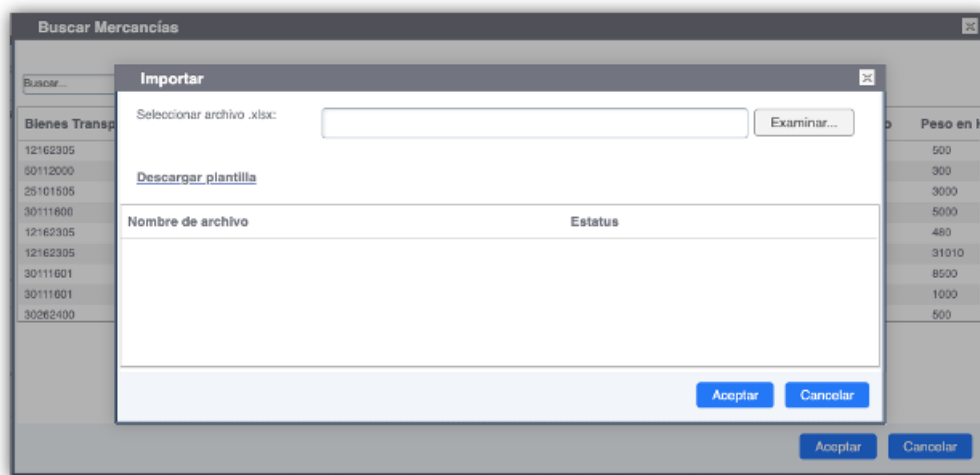 Buscar Mercancías
Buscar...
Importar
Seleccionar archivo .xlsx:
Examinar...
Descargar plantilla
Nombre de archivo Estatus
Aceptar Cancelar
Bienes Transp o Peso en
12162305 500
50112000 300
25101505 3000
30111600 5000
12162305 480
12162305 31010
30111601 8500
30111601 1000
30262400 500
Aceptar Cancelar